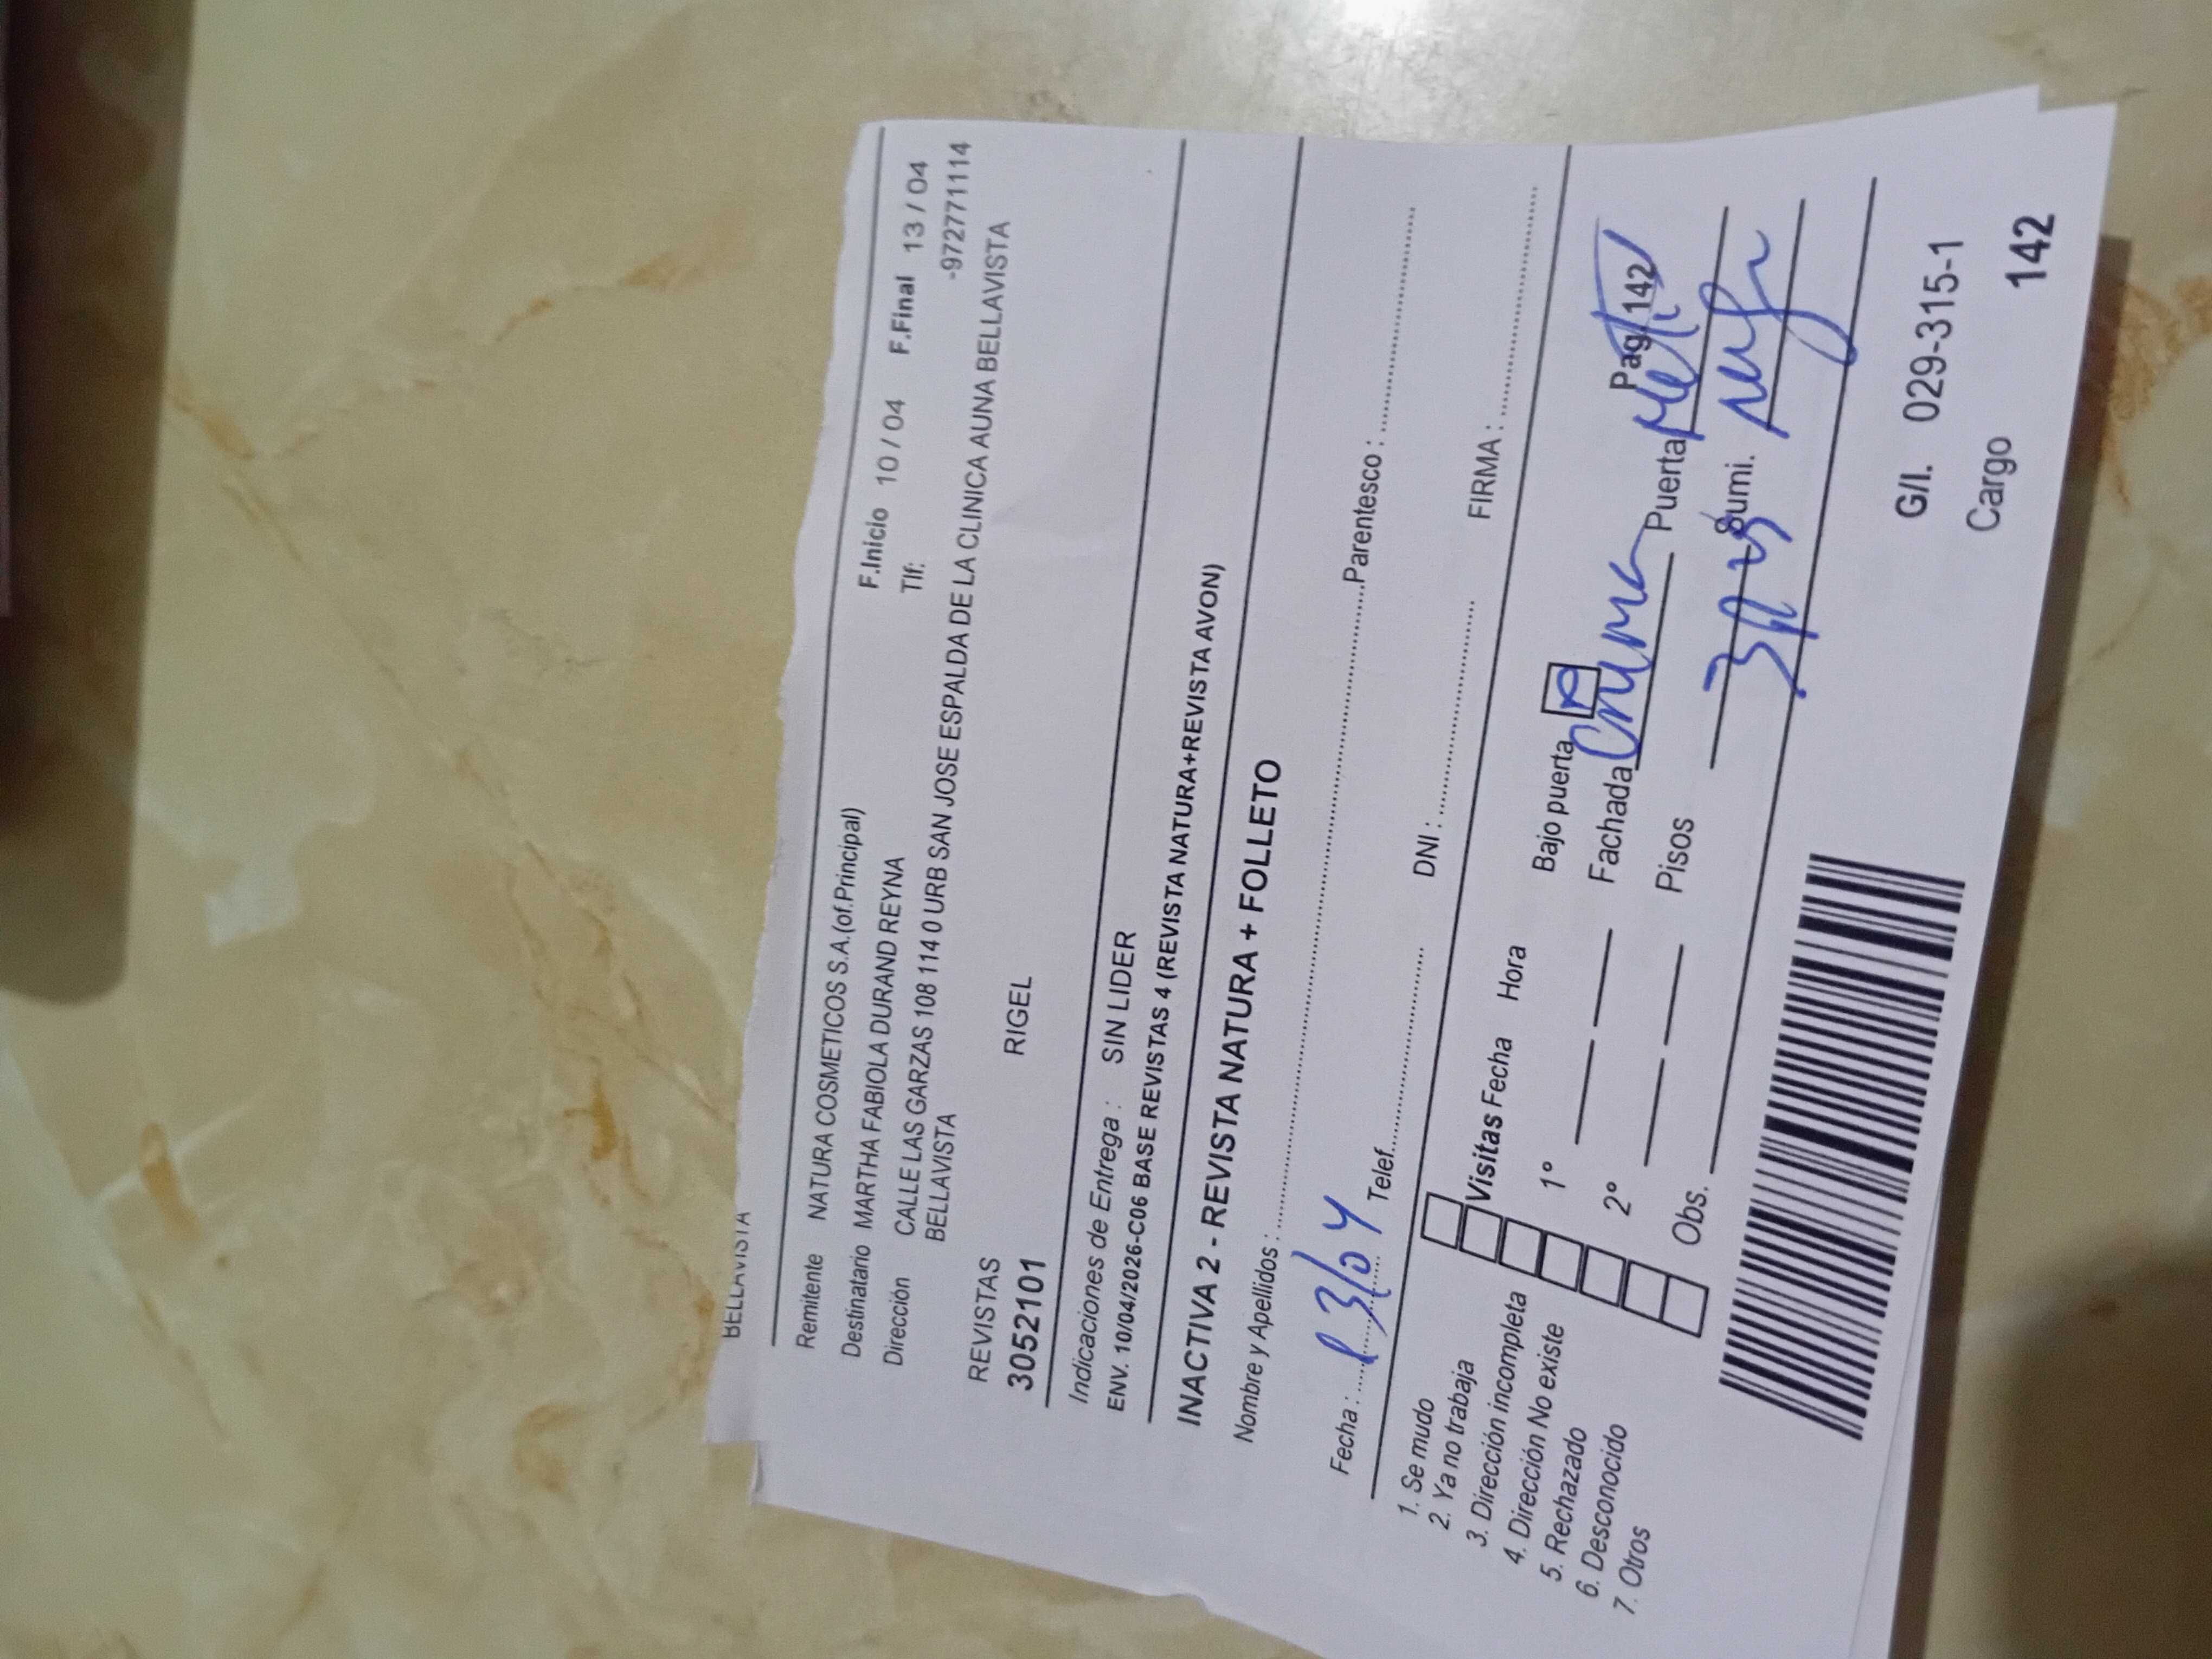 BELLAVISTA
F.Inicio 10 / 04 F.Final 13 / 04
Remitente NATURA COSMETICOS S.A.(of.Principal) Tlf: -972771114
Destinatario MARTHA FABIOLA DURAND REYNA
Dirección CALLE LAS GARZAS 108 114 0 URB SAN JOSE ESPALDA DE LA CLINICA AUNA BELLAVISTA
BELLAVISTA
REVISTAS
3052101 RIGEL
Indicaciones de Entrega : SIN LIDER
ENV. 10/04/2026-C06 BASE REVISTAS 4 (REVISTA NATURA+REVISTA AVON)
INACTIVA 2 - REVISTA NATURA + FOLLETO
Nombre y Apellidos : Parentesco :
Fecha : 13/04 Telef. DNI : FIRMA :
1. Se mudo
2. Ya no trabaja
3. Dirección incompleta
4. Dirección No existe
5. Rechazado
6. Desconocido
7. Otros
Visitas Fecha Hora Bajo puerta
1º Fachada Crema Puerta Pag.142
2º Pisos Sumi.
Obs.
G/I. 029-315-1
Cargo
142